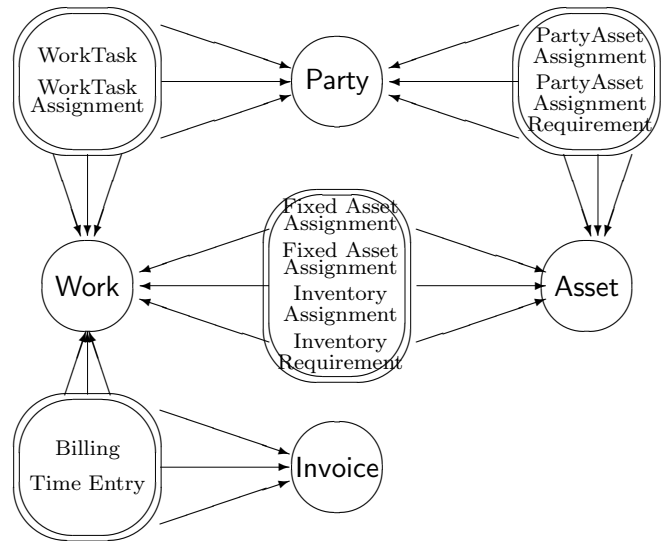 WorkTask
WorkTask
Assignment
Party
PartyAsset
Assignment
PartyAsset
Assignment
Requirement
Work
Fixed Asset
Assignment
Fixed Asset
Assignment
Inventory
Assignment
Inventory
Requirement
Asset
Billing
Time Entry
Invoice